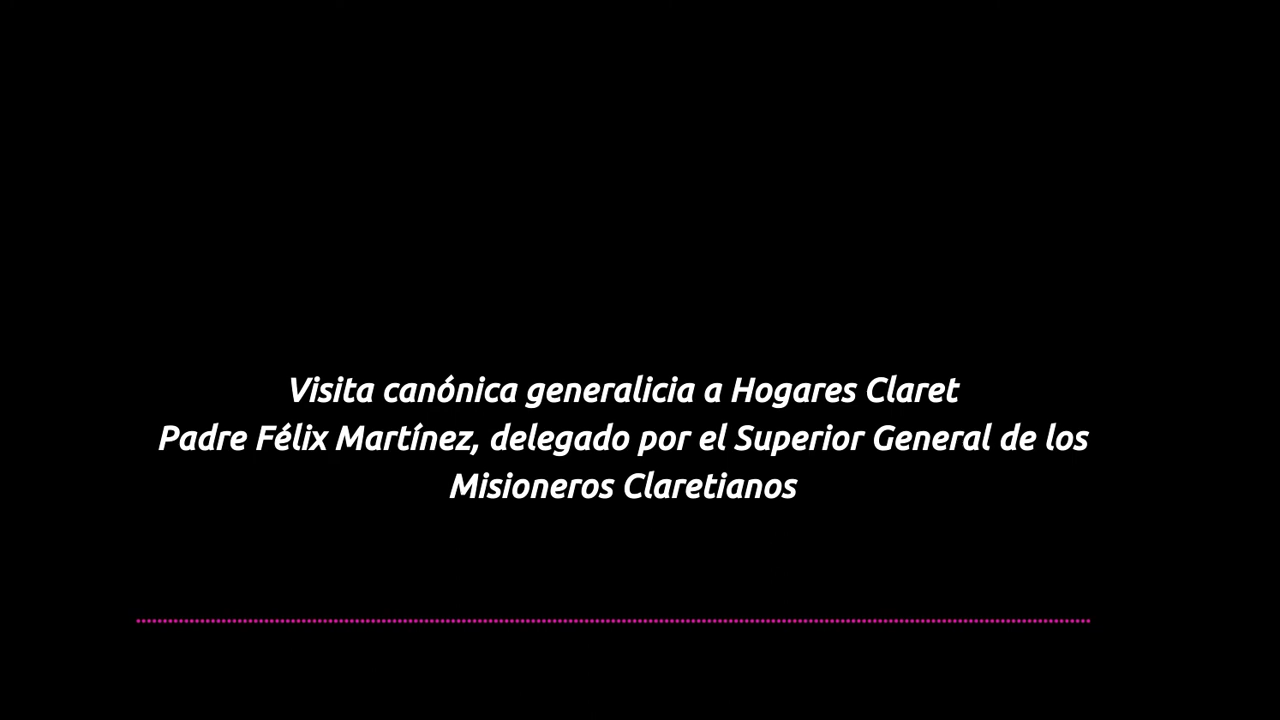 Visita canónica generalicia a Hogares Claret
Padre Félix Martínez, delegado por el Superior General de los
Misioneros Claretianos